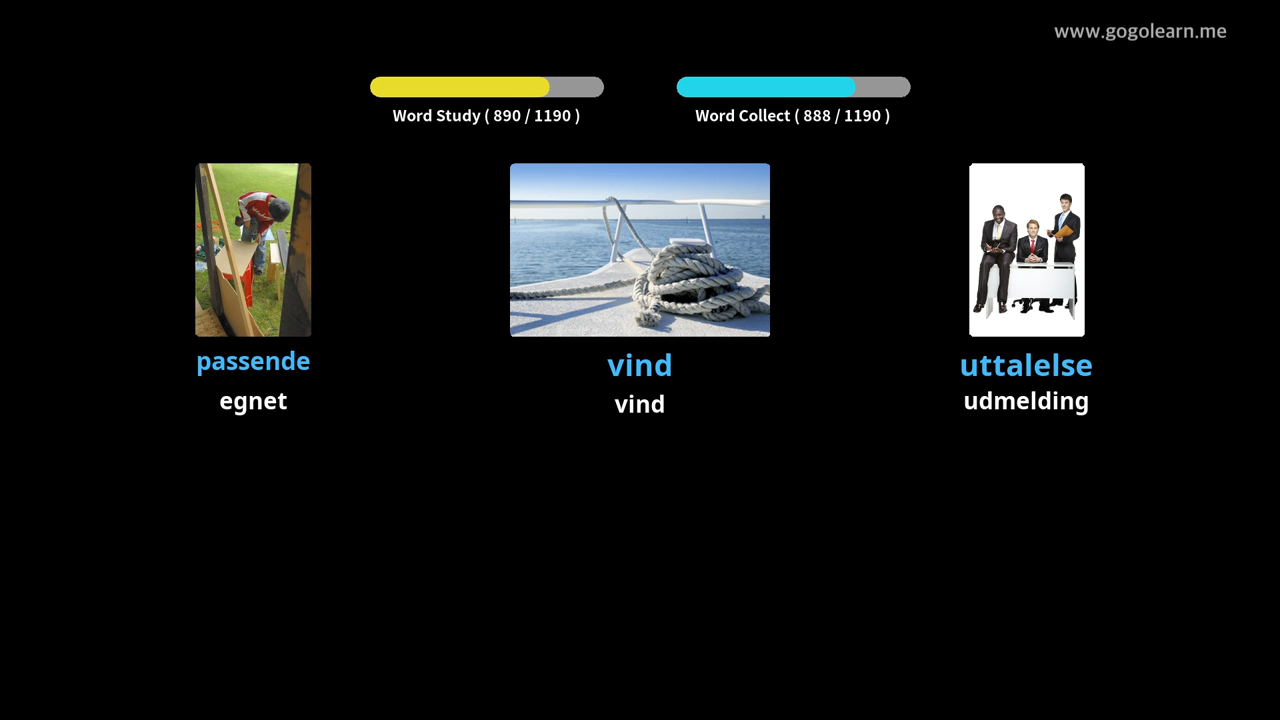 www.gogolearn.me
Word Study ( 890 / 1190 )
Word Collect ( 888 / 1190 )
passende
egnet
vind
vind
uttalelse
udmelding